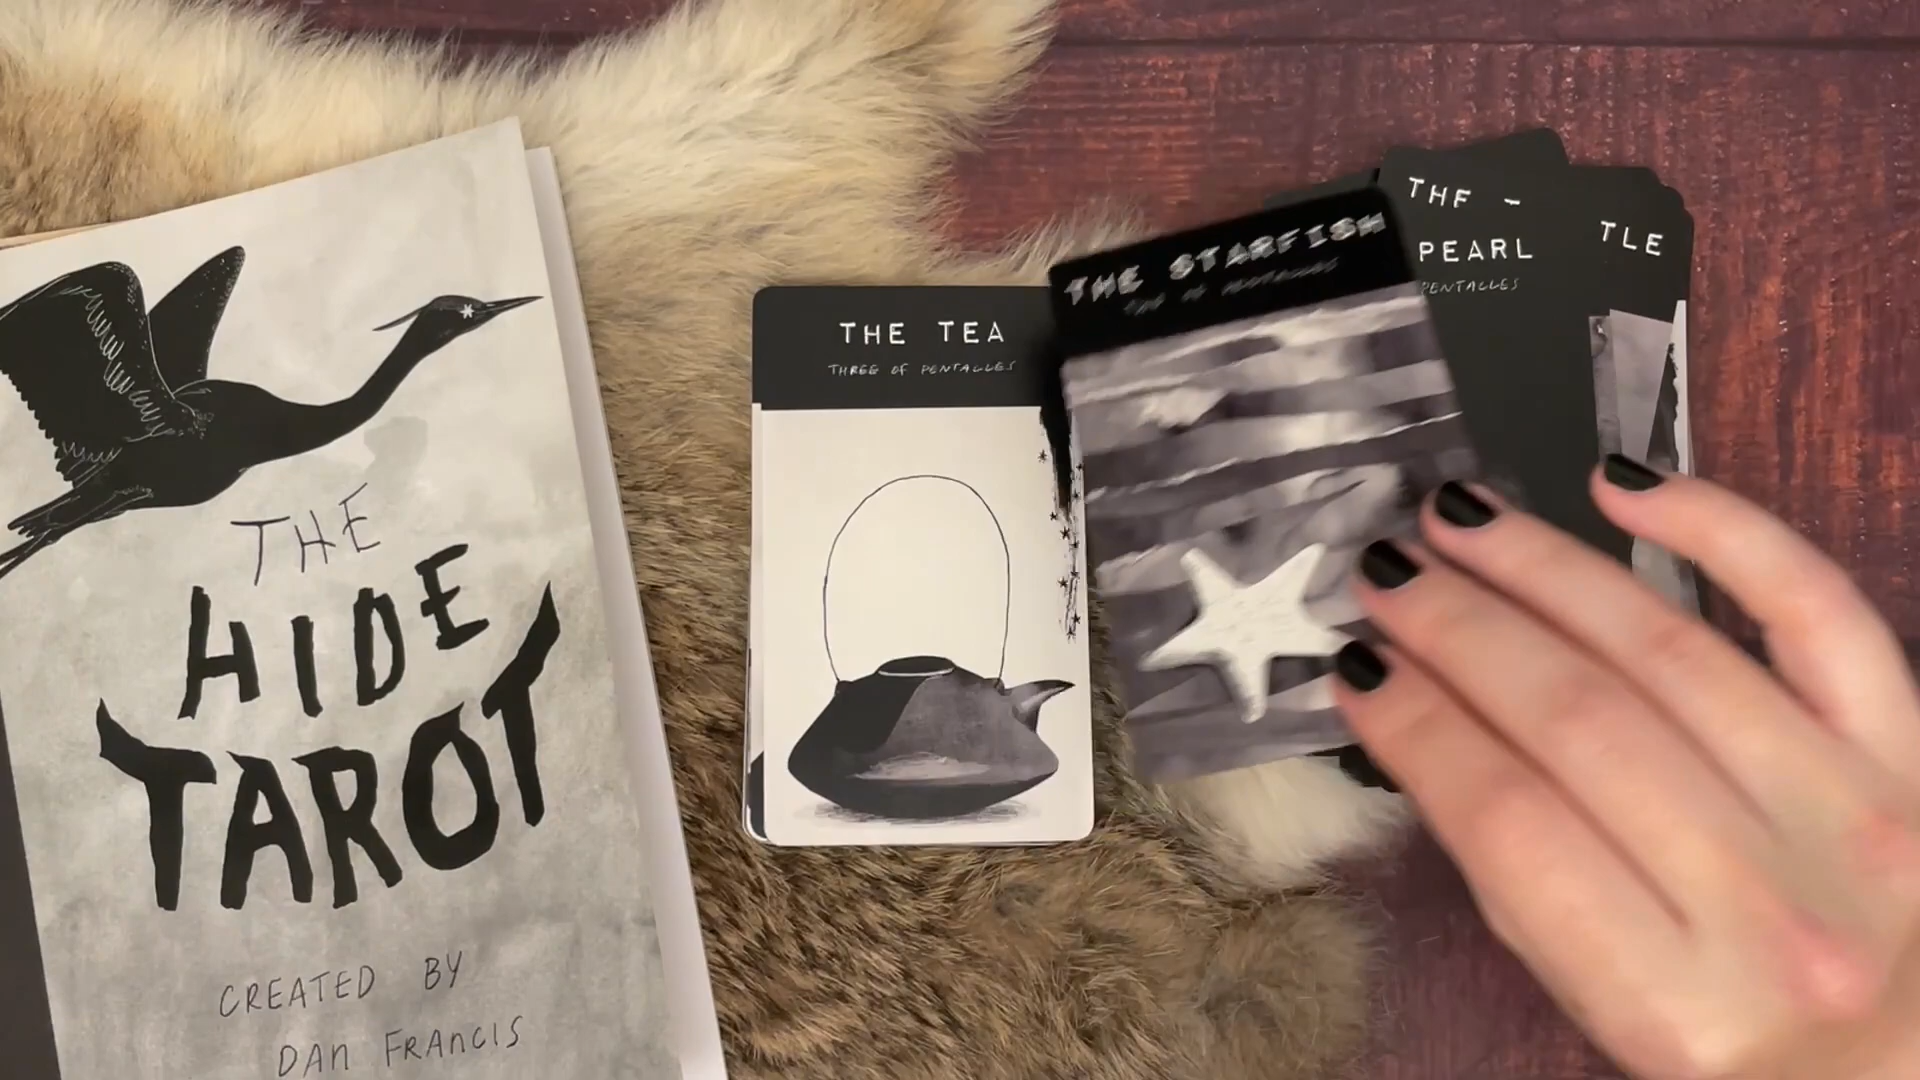 THE
HIDE
TAROT
CREATED BY
DAN FRANCIS
THE TEA
THREE OF PENTACLES
THE STARFISH
PEARL
PENTACLES
TLE